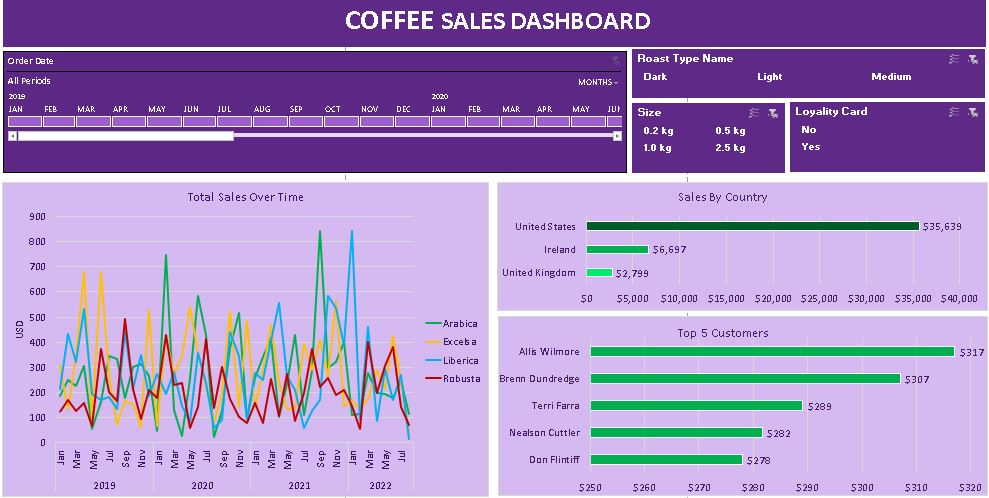 COFFEE SALES DASHBOARD
Order Date
All Periods MONTHS
2019 2020
JAN FEB MAR APR MAY JUN JUL AUG SEP OCT NOV DEC JAN FEB MAR APR MAY JUN
Roast Type Name
Dark Light Medium
Size
0.2 kg 0.5 kg
1.0 kg 2.5 kg
Loyality Card
No
Yes
Total Sales Over Time
USD
900
800
700
600
500
400
300
200
100
0
Jan Mar May Jul Sep Nov Jan Mar May Jul Sep Nov Jan Mar May Jul Sep Nov Jan Mar May Jul
2019 2020 2021 2022
Arabica
Excelsa
Liberica
Robusta
Sales By Country
United States $35,639
Ireland $6,697
United Kingdom $2,799
$0 $5,000 $10,000 $15,000 $20,000 $25,000 $30,000 $35,000 $40,000
Top 5 Customers
Allis Wilmore $317
Brenn Dundredge $307
Terri Farra $289
Nealson Cuttler $282
Don Flintiff $278
$250 $260 $270 $280 $290 $300 $310 $320